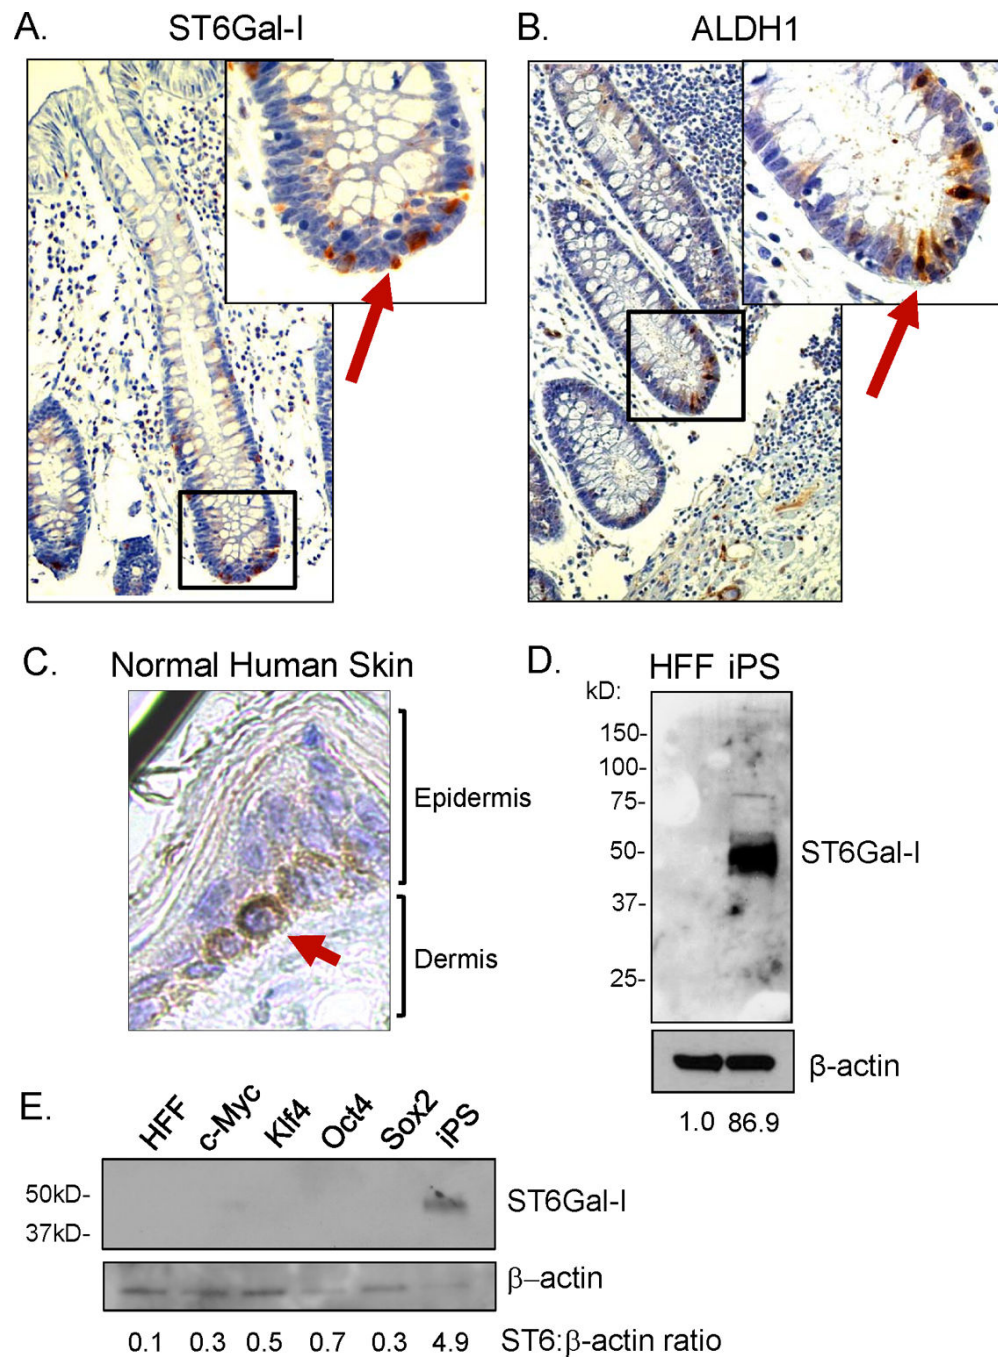 A. ST6Gal-I
B. ALDH1
C. Normal Human Skin
Epidermis
Dermis
D. HFF iPS
kD:
150-
100-
75-
50-
37-
25-
ST6Gal-I
β-actin
1.0 86.9
E. HFF c-Myc Klf4 Oct4 Sox2 iPS
50kD-
37kD-
ST6Gal-I
β–actin
0.1 0.3 0.5 0.7 0.3 4.9 ST6:β-actin ratio